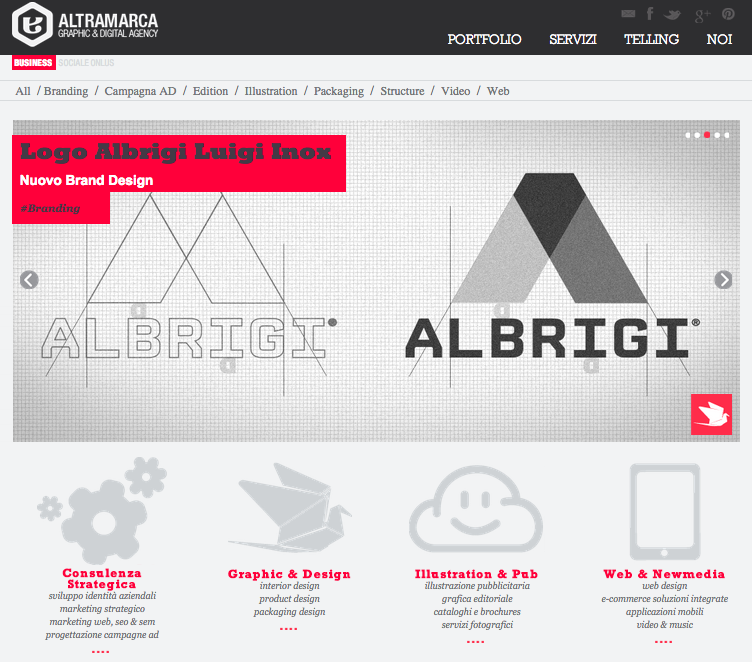 ALTRAMARCA
GRAPHIC & DIGITAL AGENCY
PORTFOLIO SERVIZI TELLING NOI
BUSINESS SOCIALE ONLUS
All / Branding / Campagna AD / Edition / Illustration / Packaging / Structure / Video / Web
Logo Albrigi Luigi Inox
Nuovo Brand Design
#Branding
ALBRIGI
ALBRIGI®
Consulenza
Strategica
sviluppo identità aziendali
marketing strategico
marketing web, seo & sem
progettazione campagne ad
Graphic & Design
interior design
product design
packaging design
Illustration & Pub
illustrazione pubblicitaria
grafica editoriale
cataloghi e brochures
servizi fotografici
Web & Newmedia
web design
e-commerce soluzioni integrate
applicazioni mobili
video & music